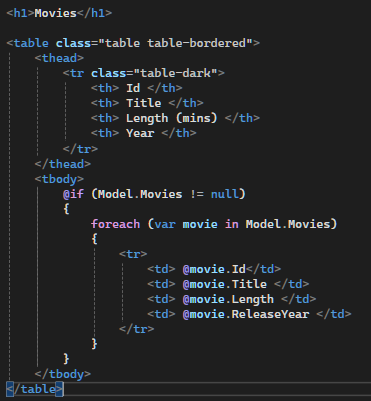 <h1>Movies</h1>
<table class="table table-bordered">
<thead>
<tr class="table-dark">
<th> Id </th>
<th> Title </th>
<th> Length (mins) </th>
<th> Year </th>
</tr>
</thead>
<tbody>
@if (Model.Movies != null)
{
foreach (var movie in Model.Movies)
{
<tr>
<td> @movie.Id</td>
<td> @movie.Title </td>
<td> @movie.Length </td>
<td> @movie.ReleaseYear </td>
</tr>
}
}
</tbody>
</table>